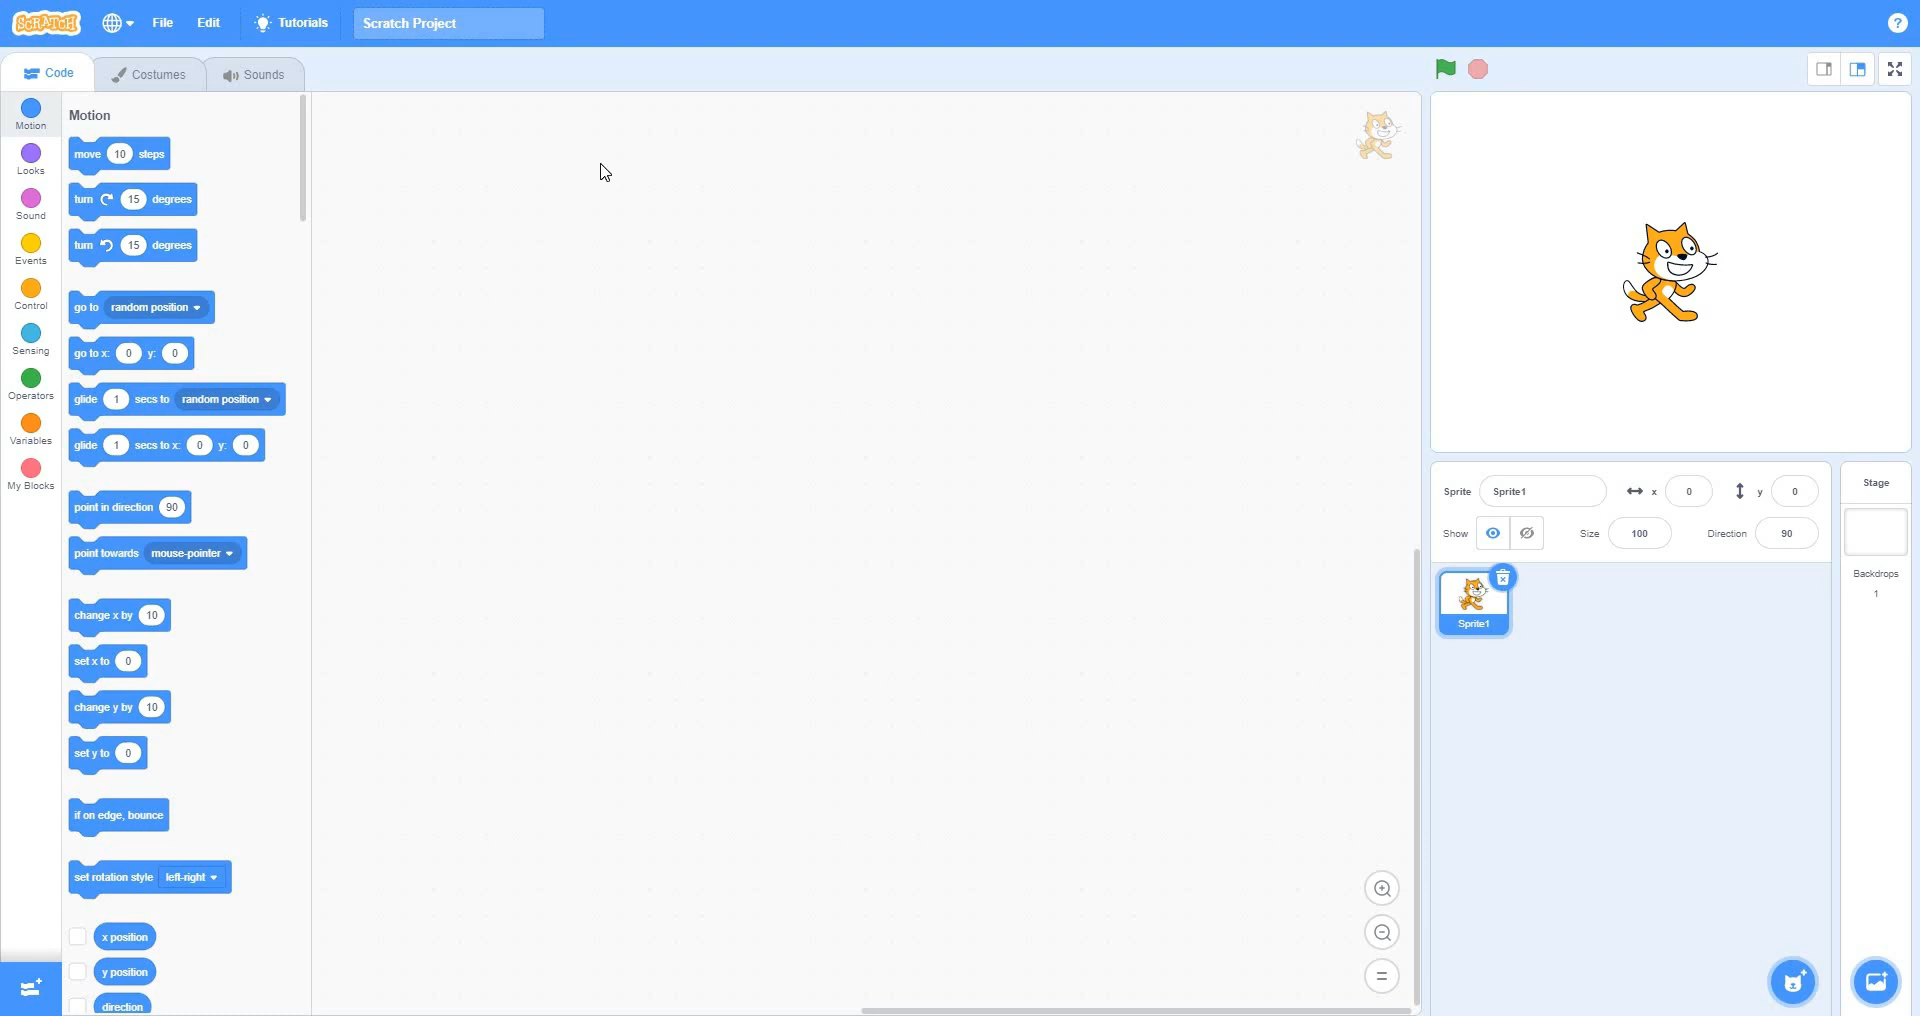 SCRATCH
File
Edit
Tutorials
Scratch Project
?
Code
Costumes
Sounds
Motion
Looks
Sound
Events
Control
Sensing
Operators
Variables
My Blocks
Motion
move 10 steps
turn 15 degrees
turn 15 degrees
go to random position
go to x: 0 y: 0
glide 1 secs to random position
glide 1 secs to x: 0 y: 0
point in direction 90
point towards mouse-pointer
change x by 10
set x to 0
change y by 10
set y to 0
if on edge, bounce
set rotation style left-right
x position
y position
direction
Sprite Sprite1 x 0 y 0
Show Size 100 Direction 90
Sprite1
Stage
Backdrops
1